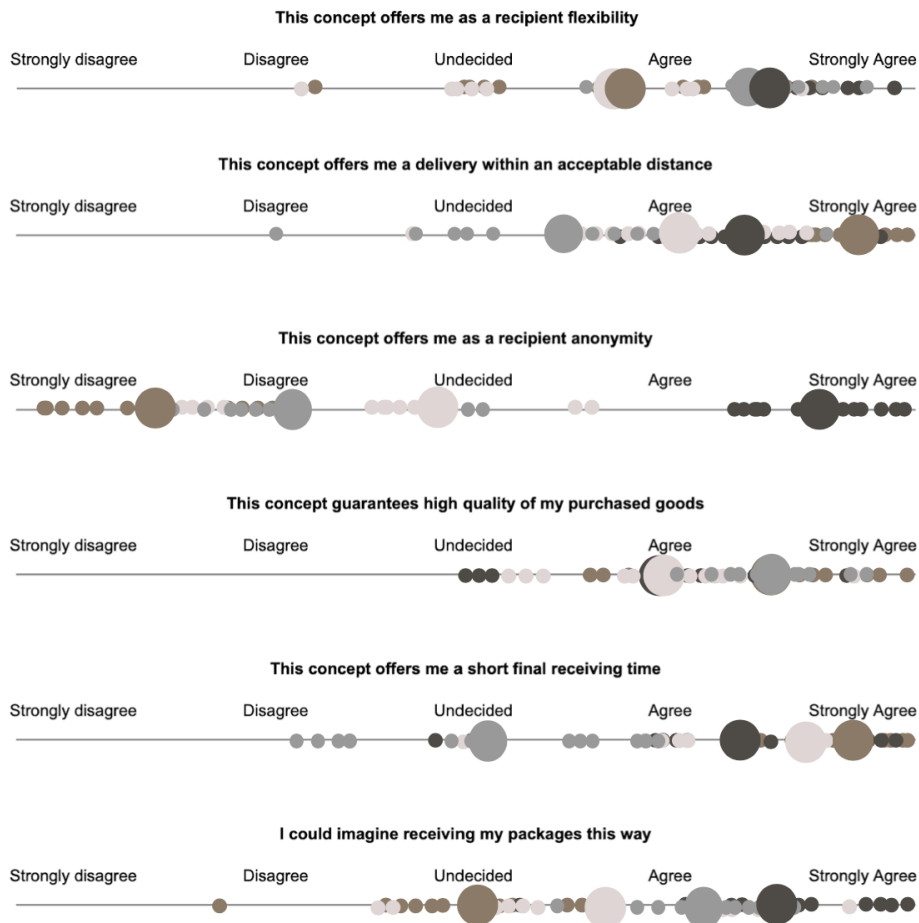 This concept offers me as a recipient flexibility
Strongly disagree Disagree Undecided Agree Strongly Agree
This concept offers me a delivery within an acceptable distance
Strongly disagree Disagree Undecided Agree Strongly Agree
This concept offers me as a recipient anonymity
Strongly disagree Disagree Undecided Agree Strongly Agree
This concept guarantees high quality of my purchased goods
Strongly disagree Disagree Undecided Agree Strongly Agree
This concept offers me a short final receiving time
Strongly disagree Disagree Undecided Agree Strongly Agree
I could imagine receiving my packages this way
Strongly disagree Disagree Undecided Agree Strongly Agree